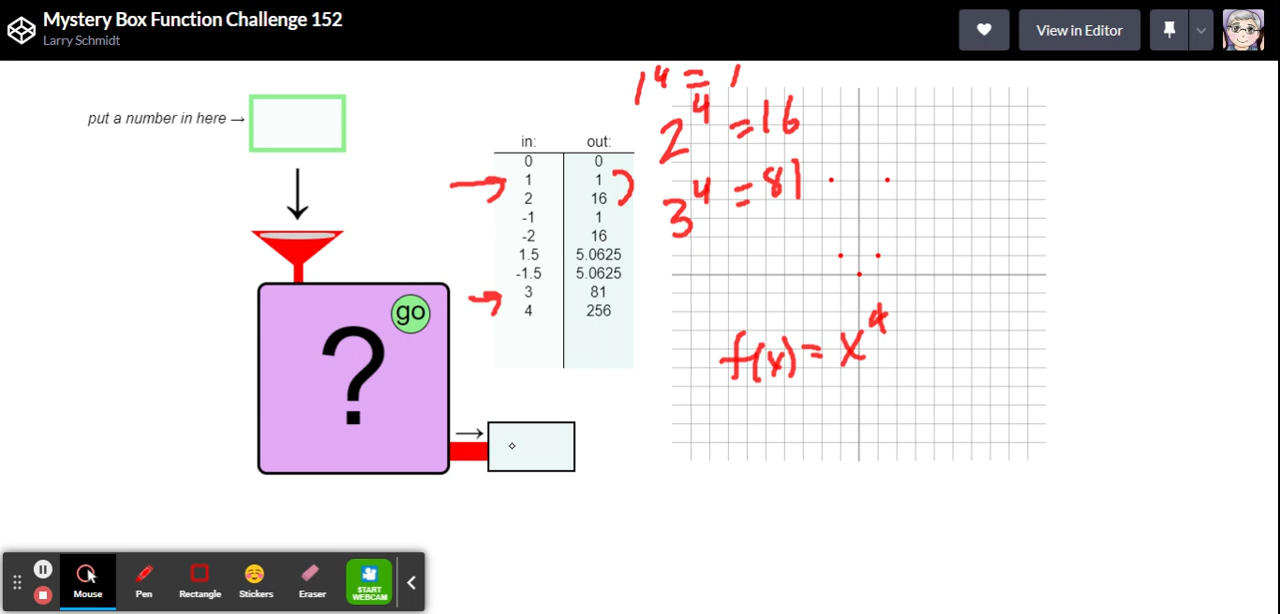 Mystery Box Function Challenge 152
Larry Schmidt
View in Editor
put a number in here →
in: out:
0 0
1 1
2 16
-1 1
-2 16
1.5 5.0625
-1.5 5.0625
3 81
4 256
go
?
1⁴ = 1
2⁴ = 16
3⁴ = 81
f(x) = x⁴
Mouse
Pen
Rectangle
Stickers
Eraser
START
WEBCAM